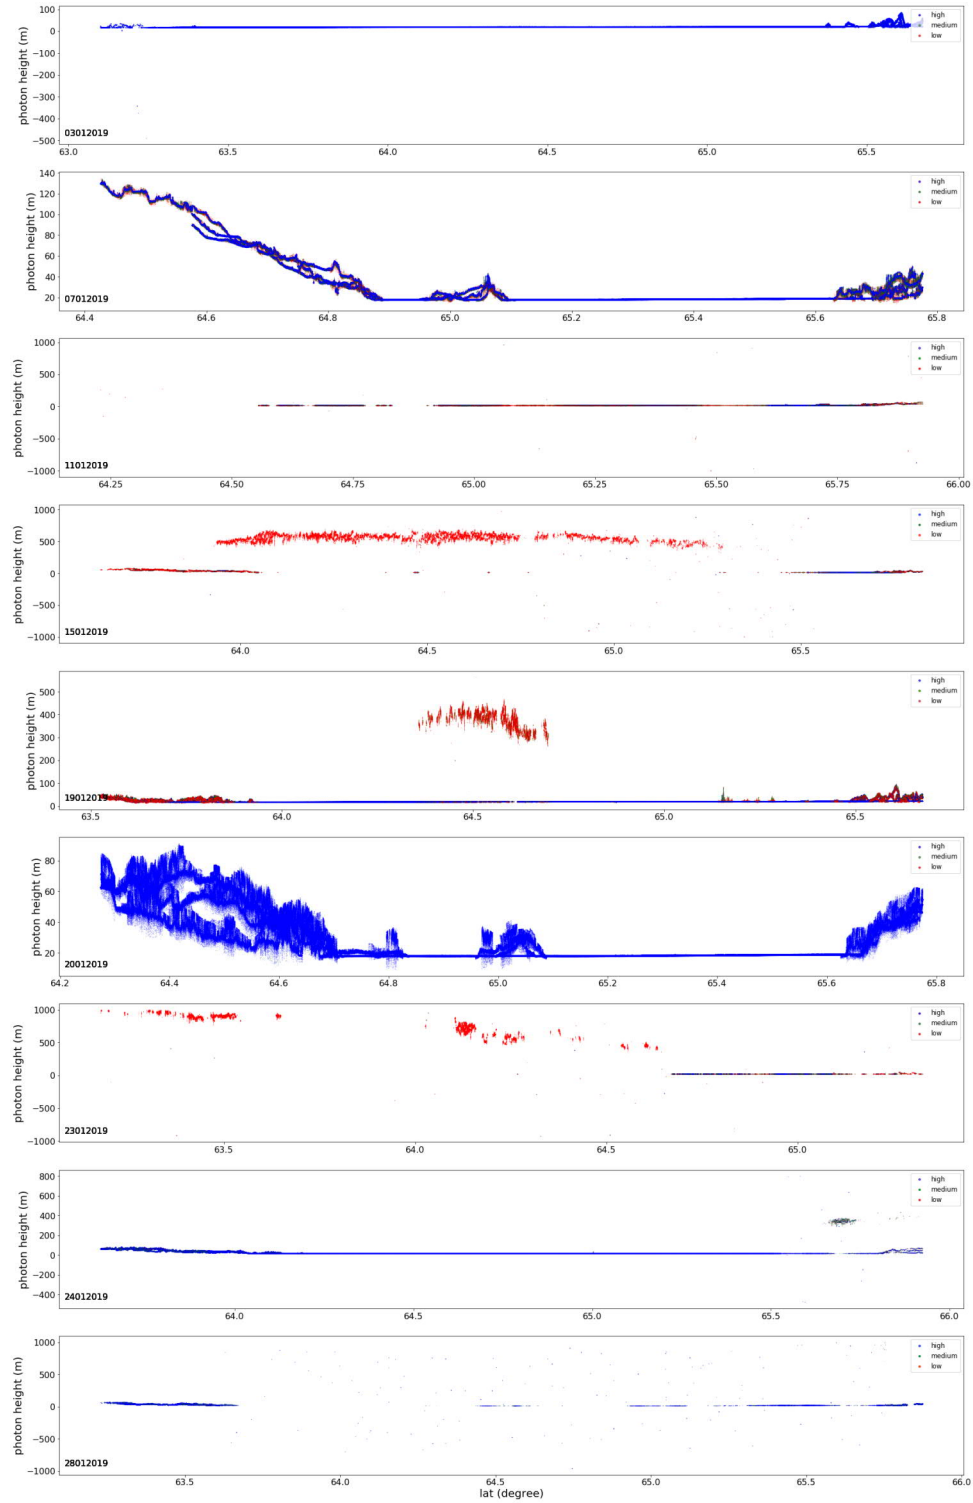 100
0
−100
−200
−300
−400
−500
photon height (m)
high
medium
low
03012019
63.0 63.5 64.0 64.5 65.0 65.5
140
120
100
80
60
40
20
photon height (m)
high
medium
low
07012019
64.4 64.6 64.8 65.0 65.2 65.4 65.6 65.8
1000
500
0
−500
−1000
photon height (m)
high
medium
low
11012019
64.25 64.50 64.75 65.00 65.25 65.50 65.75 66.00
1000
500
0
−500
−1000
photon height (m)
high
medium
low
15012019
64.0 64.5 65.0 65.5
500
400
300
200
100
0
photon height (m)
high
medium
low
19012019
63.5 64.0 64.5 65.0 65.5
80
60
40
20
photon height (m)
high
medium
low
20012019
64.2 64.4 64.6 64.8 65.0 65.2 65.4 65.6 65.8
1000
500
0
−500
−1000
photon height (m)
high
medium
low
23012019
63.5 64.0 64.5 65.0
800
600
400
200
0
−200
−400
photon height (m)
high
medium
low
24012019
64.0 64.5 65.0 65.5 66.0
1000
500
0
−500
−1000
photon height (m)
high
medium
low
28012019
63.5 64.0 64.5 65.0 65.5 66.0
lat (degree)